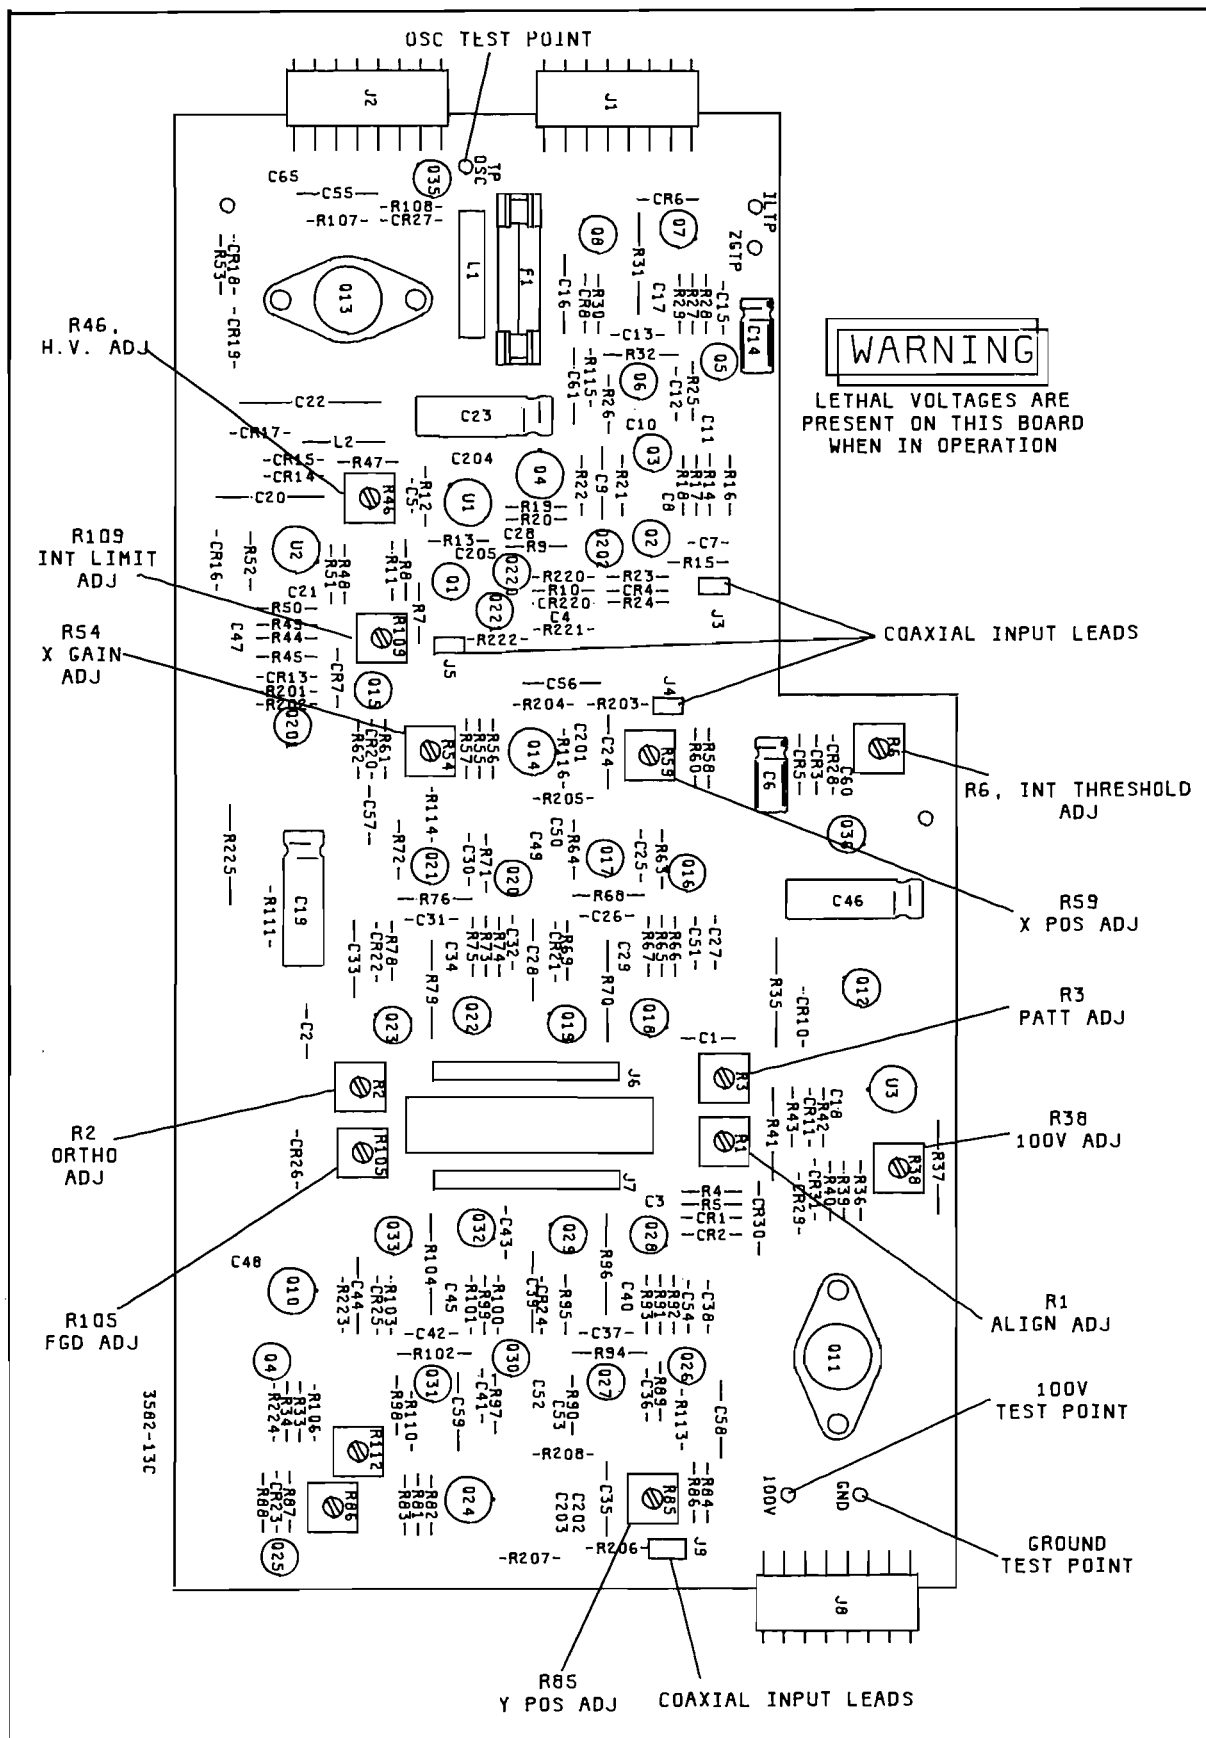 OSC TEST POINT
J2
J1
TP
OSC
Q35
C65
C55
R108
R107
CR27
CR6
ILTP
ZGTP
Q8
Q7
R31
L1
F1
CR18
R53
CR19
Q13
C16
CR8
R30
C17
R29
R27
R28
C15
C14
C13
R32
Q5
R46,
H.V. ADJ
WARNING
LETHAL VOLTAGES ARE
PRESENT ON THIS BOARD
WHEN IN OPERATION
C61
R115
R26
Q6
C12
R25
C22
C23
C10
C11
CR17
L2
Q3
CR15
R47
C204
CR14
Q4
R22
C9
R21
C8
R18
R17
R14
R16
C20
R46
C5
R12
U1
R19
R20
C28
R109
INT LIMIT
ADJ
CR16
R52
U2
R51
R48
R11
R8
R13
C205
R9
Q202
Q2
C7
R15
C21
Q1
Q220
R220
R23
R10
CR4
CR220
R24
R50
R7
Q221
C4
J3
R54
X GAIN
ADJ
C47
R43
R44
R109
R222
R221
COAXIAL INPUT LEADS
R45
J5
CR13
CR7
Q15
C56
J4
R201
R202
R204
R203
Q201
R62
CR20
R61
R54
R57
R55
R56
Q14
R116
C201
C24
R59
R60
R58
C6
CR5
CR3
CR28
C60
R6
R6, INT THRESHOLD
ADJ
R205
C57
R114
C50
R225
R72
Q21
C30
R71
Q20
C49
R64
Q17
C25
R63
Q16
Q36
R111
C19
R76
R68
C46
R59
X POS ADJ
C31
C26
C33
CR22
R78
R79
C34
R75
R73
R74
C32
C28
CR21
R69
R70
C29
R67
R65
R66
C51
C27
R35
CR10
Q12
R3
PATT ADJ
C2
Q23
Q22
Q19
Q18
C1
J6
R2
R3
U3
R2
ORTHO
ADJ
R41
R43
CR11
R42
C18
R38
100V ADJ
CR26
R105
R1
R38
R37
J7
CR29
CR31
R40
R39
R36
C3
R4
R5
CR1
CR2
CR30
Q33
Q32
C43
Q29
R96
Q28
C48
R104
Q10
R223
C44
CR25
R103
C45
R101
R99
R100
C39
CR24
R95
C40
R93
R91
R92
C54
C38
R105
FGD ADJ
R1
ALIGN ADJ
C42
C37
R102
Q30
R94
Q11
Q4
Q31
Q27
Q26
100V
TEST POINT
R224
R34
R33
R106
R98
R110
C59
C41
R97
C52
C53
R90
C36
R89
R113
C58
3582-13C
R112
R208
R88
CR23
R87
R86
R83
R81
R82
Q24
C203
C202
C35
R85
R86
R84
100V
GND
Q25
R207
R206
J9
GROUND
TEST POINT
J8
R85
Y POS ADJ
COAXIAL INPUT LEADS